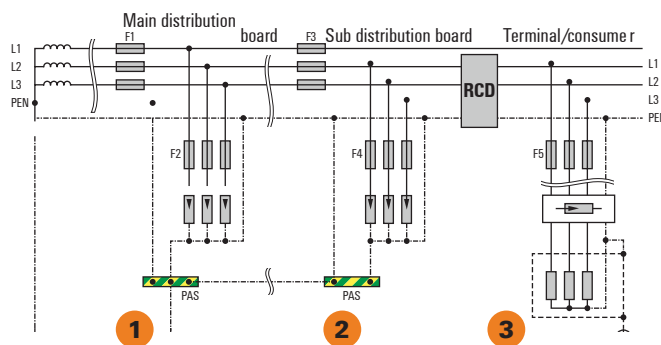 Main distribution board
Sub distribution board
Terminal/consume r
F1
F3
L1
L2
L3
PEN
RCD
L1
L2
L3
PE
F2
F4
F5
PAS
PAS
1
2
3